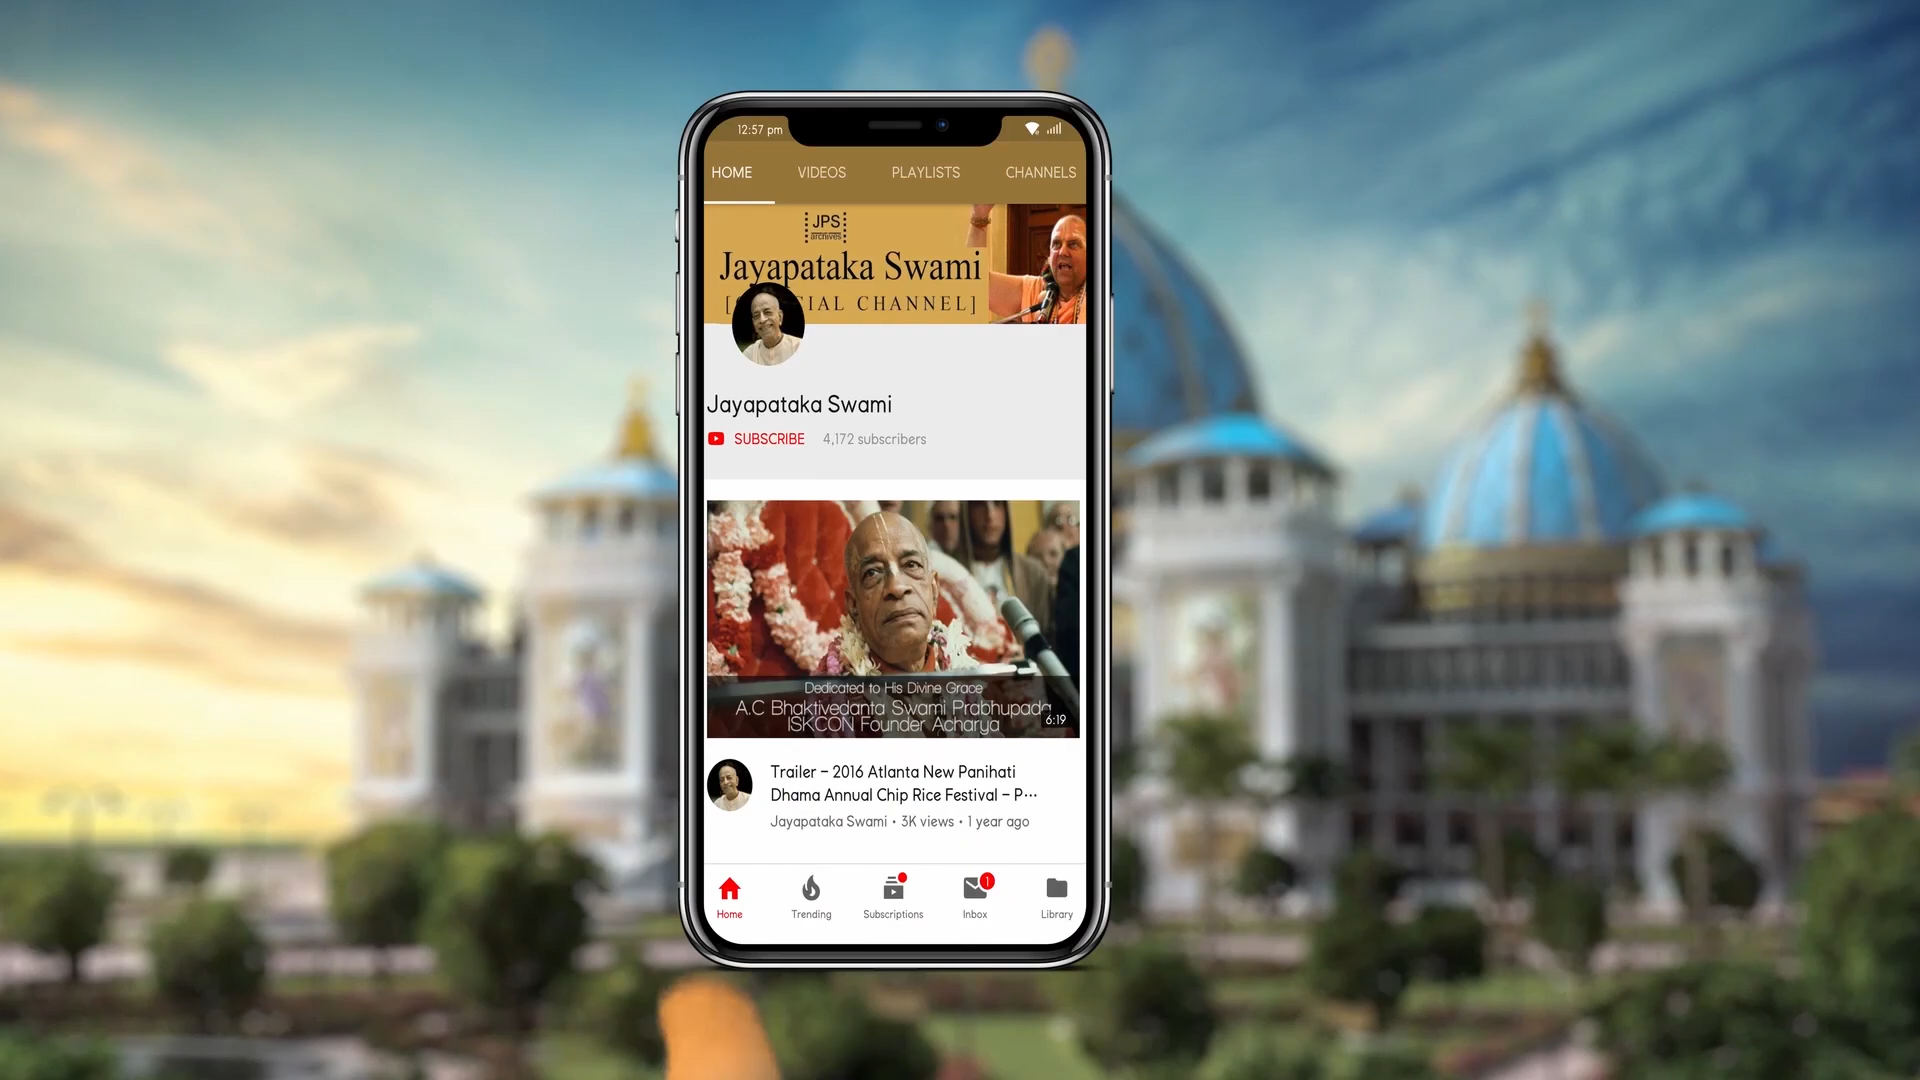 12:57 pm
HOME VIDEOS PLAYLISTS CHANNELS
JPS
archives
Jayapataka Swami
[ CIAL CHANNEL]
Jayapataka Swami
SUBSCRIBE 4,172 subscribers
Dedicated to His Divine Grace
A.C Bhaktivedanta Swami Prabhupada
ISKCON Founder Acharya
6:19
Trailer – 2016 Atlanta New Panihati
Dhama Annual Chip Rice Festival – P···
Jayapataka Swami • 3K views • 1 year ago
1
Home Trending Subscriptions Inbox Library